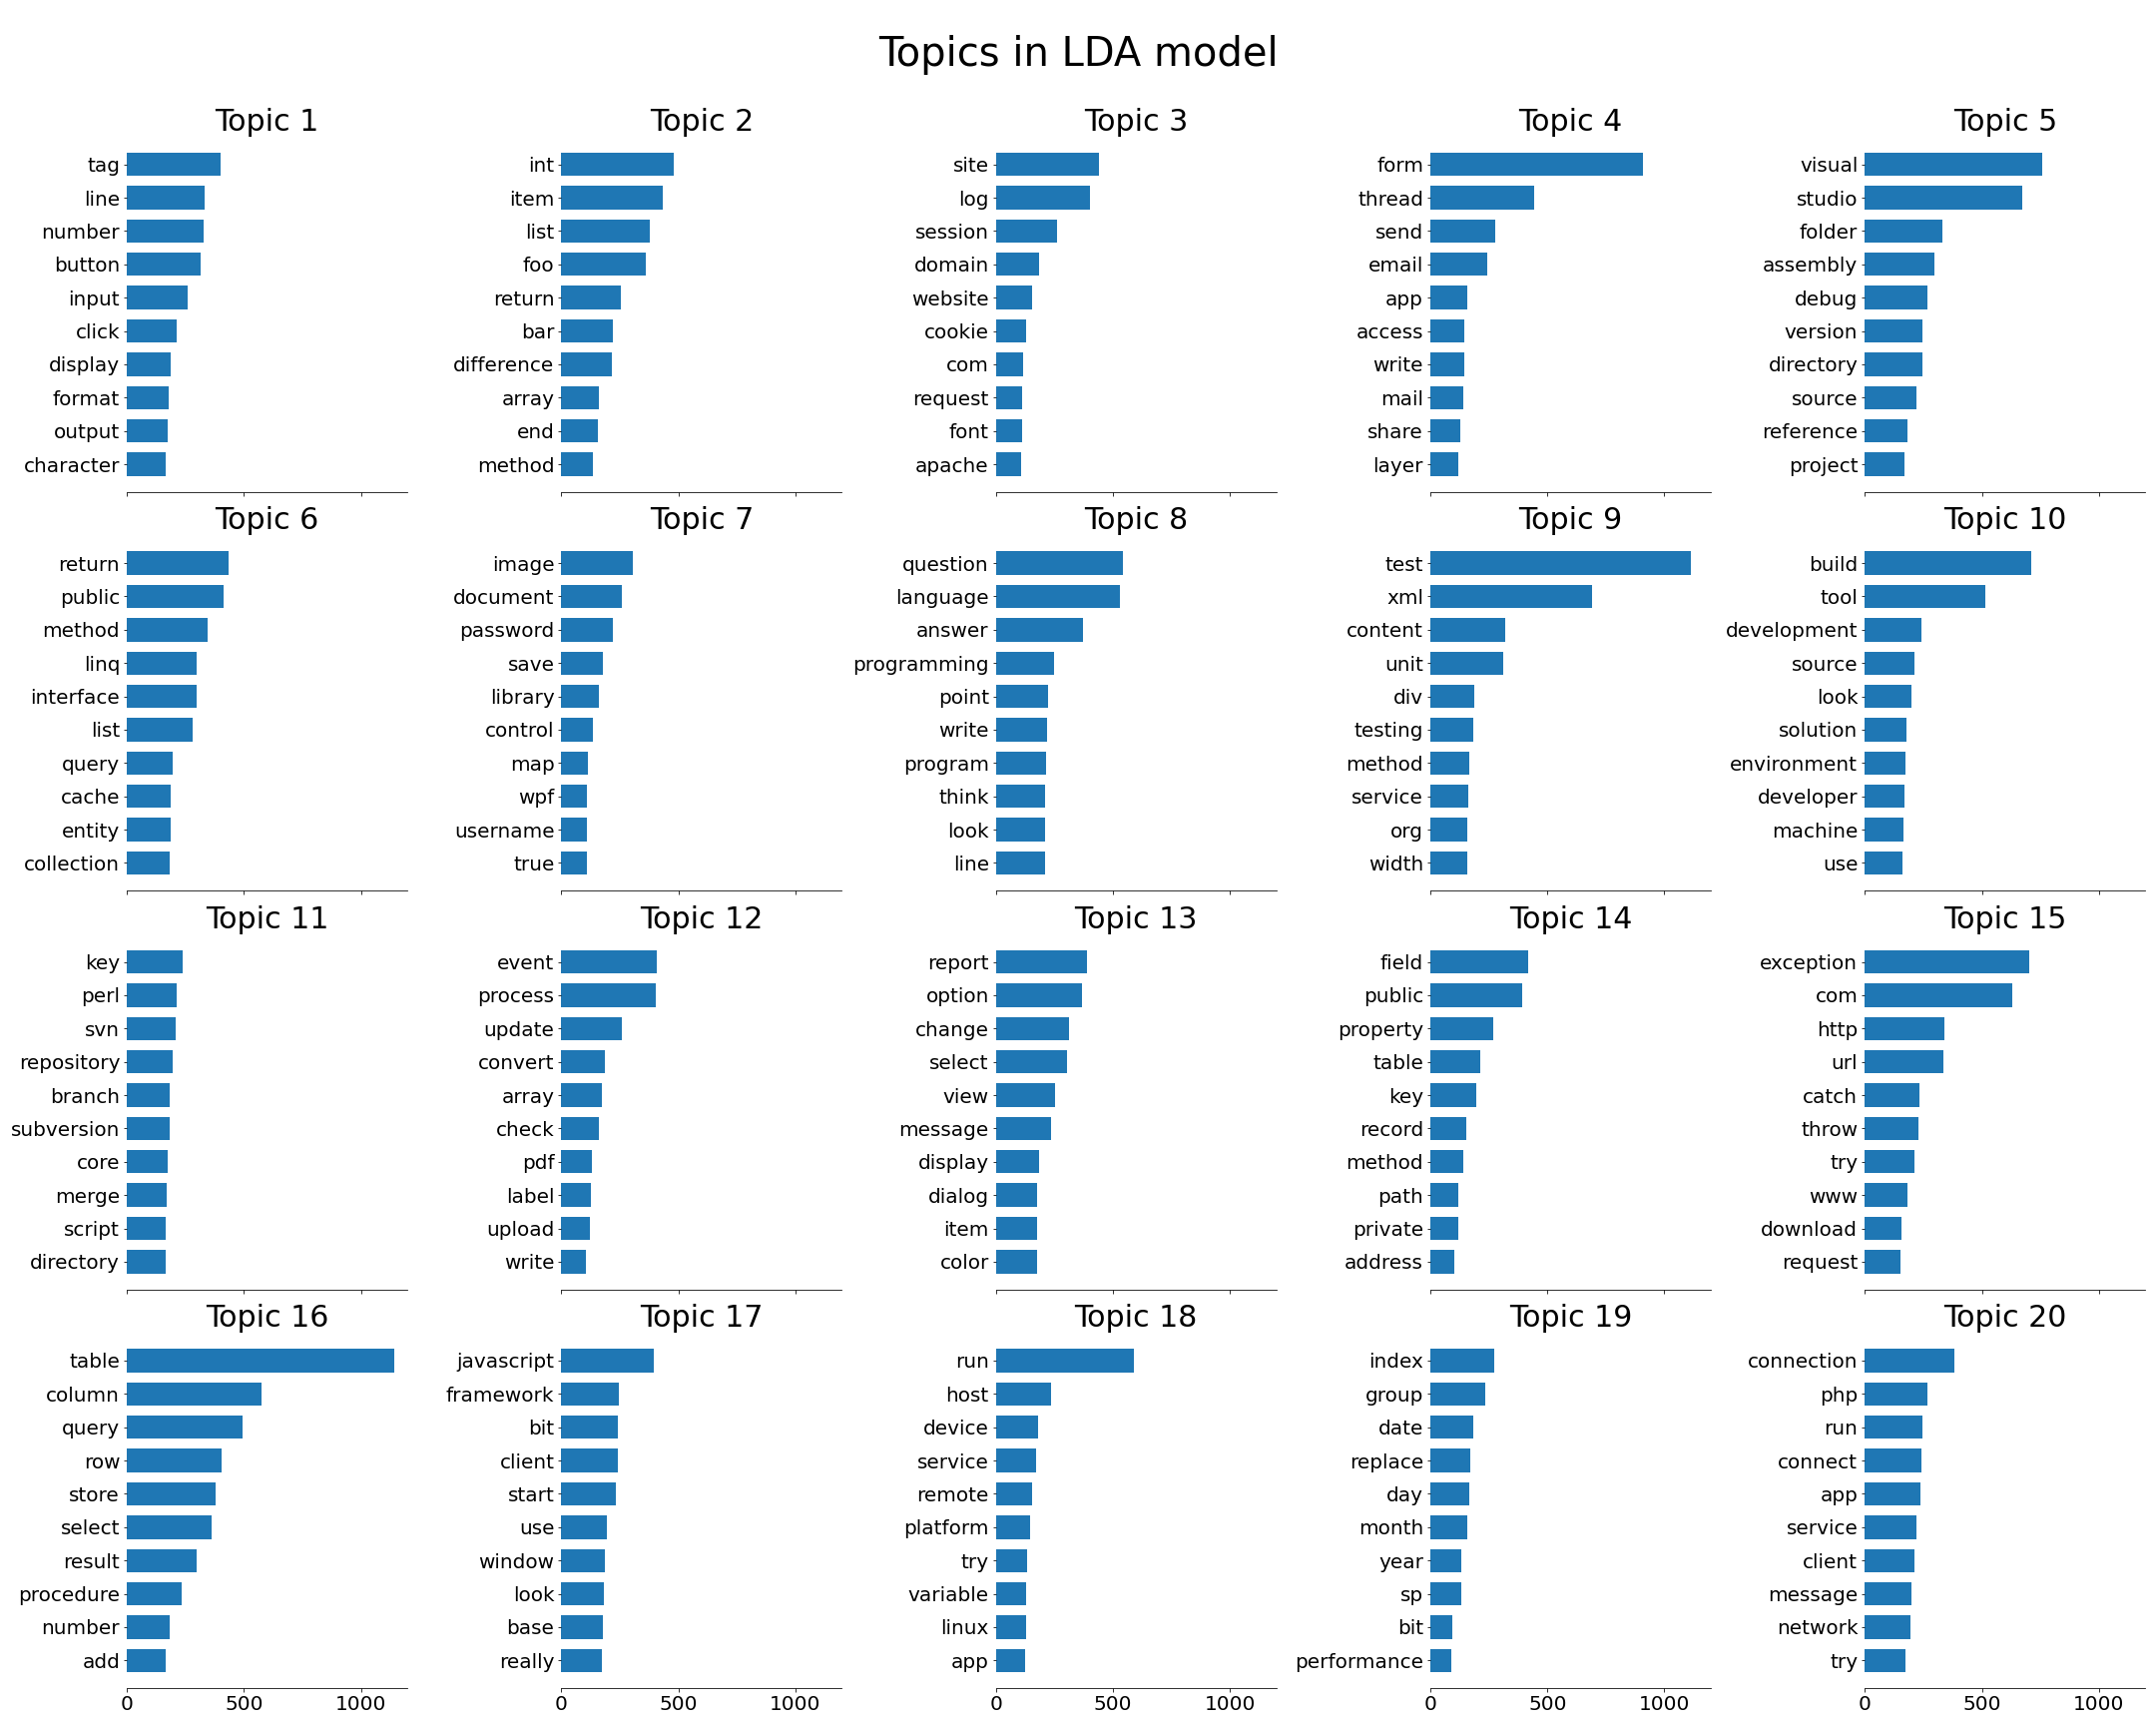 Topics in LDA model
Topic 1
tag
line
number
button
input
click
display
format
output
character
Topic 2
int
item
list
foo
return
bar
difference
array
end
method
Topic 3
site
log
session
domain
website
cookie
com
request
font
apache
Topic 4
form
thread
send
email
app
access
write
mail
share
layer
Topic 5
visual
studio
folder
assembly
debug
version
directory
source
reference
project
Topic 6
return
public
method
linq
interface
list
query
cache
entity
collection
Topic 7
image
document
password
save
library
control
map
wpf
username
true
Topic 8
question
language
answer
programming
point
write
program
think
look
line
Topic 9
test
xml
content
unit
div
testing
method
service
org
width
Topic 10
build
tool
development
source
look
solution
environment
developer
machine
use
Topic 11
key
perl
svn
repository
branch
subversion
core
merge
script
directory
Topic 12
event
process
update
convert
array
check
pdf
label
upload
write
Topic 13
report
option
change
select
view
message
display
dialog
item
color
Topic 14
field
public
property
table
key
record
method
path
private
address
Topic 15
exception
com
http
url
catch
throw
try
www
download
request
Topic 16
table
column
query
row
store
select
result
procedure
number
add
0 500 1000
Topic 17
javascript
framework
bit
client
start
use
window
look
base
really
0 500 1000
Topic 18
run
host
device
service
remote
platform
try
variable
linux
app
0 500 1000
Topic 19
index
group
date
replace
day
month
year
sp
bit
performance
0 500 1000
Topic 20
connection
php
run
connect
app
service
client
message
network
try
0 500 1000